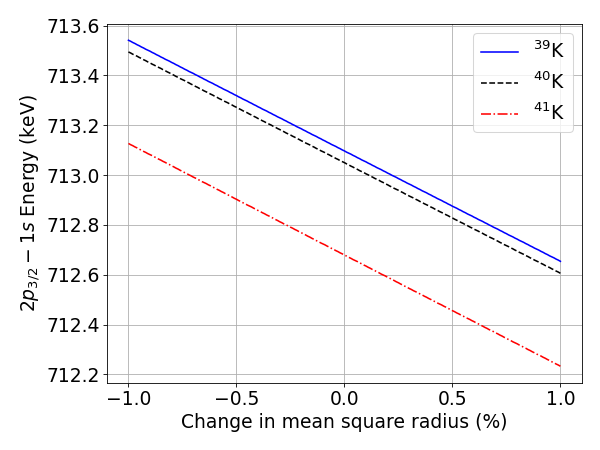 713.6
713.4
713.2
713.0
712.8
712.6
712.4
712.2
2p_{3/2} − 1s Energy (keV)
³⁹K
⁴⁰K
⁴¹K
−1.0 −0.5 0.0 0.5 1.0
Change in mean square radius (%)